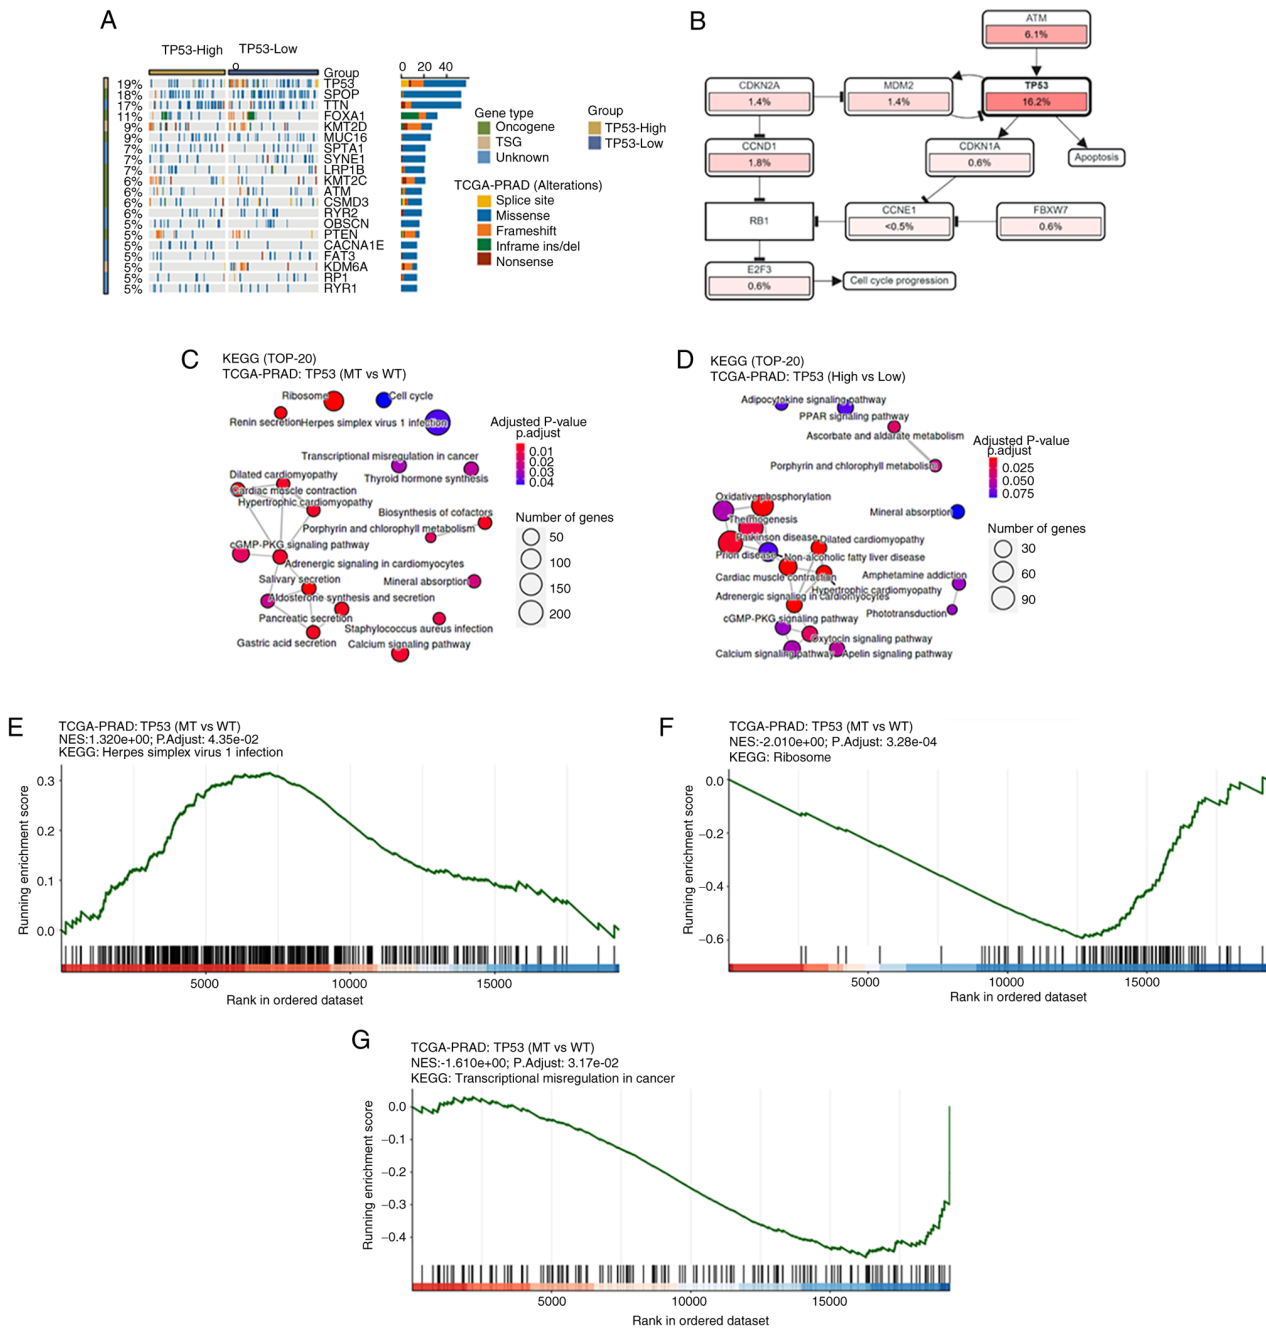 A
TP53-High
TP53-Low
0
Group
0 20 40
19% TP53
18% SPOP
17% TTN
11% FOXA1
9% KMT2D
9% MUC16
7% SPTA1
7% SYNE1
7% LRP1B
6% KMT2C
6% ATM
6% CSMD3
6% RYR2
5% OBSCN
5% PTEN
5% CACNA1E
5% FAT3
5% KDM6A
5% RP1
5% RYR1
Gene type
Oncogene
TSG
Unknown
Group
TP53-High
TP53-Low
TCGA-PRAD (Alterations)
Splice site
Missense
Frameshift
Inframe ins/del
Nonsense
B
ATM
6.1%
CDKN2A
1.4%
MDM2
1.4%
TP53
16.2%
CCND1
1.8%
CDKN1A
0.6%
Apoptosis
RB1
CCNE1
<0.5%
FBXW7
0.6%
E2F3
0.6%
Cell cycle progression
C
KEGG (TOP-20)
TCGA-PRAD: TP53 (MT vs WT)
Ribosome
Cell cycle
Renin secretion
Herpes simplex virus 1 infection
Transcriptional misregulation in cancer
Thyroid hormone synthesis
Dilated cardiomyopathy
Cardiac muscle contraction
Hypertrophic cardiomyopathy
Biosynthesis of cofactors
Porphyrin and chlorophyll metabolism
cGMP-PKG signaling pathway
Adrenergic signaling in cardiomyocytes
Salivary secretion
Mineral absorption
Aldosterone synthesis and secretion
Pancreatic secretion
Staphylococcus aureus infection
Gastric acid secretion
Calcium signaling pathway
Adjusted P-value
p.adjust
0.01
0.02
0.03
0.04
Number of genes
50
100
150
200
D
KEGG (TOP-20)
TCGA-PRAD: TP53 (High vs Low)
Adipocytokine signaling pathway
PPAR signaling pathway
Ascorbate and aldarate metabolism
Porphyrin and chlorophyll metabolism
Oxidative phosphorylation
Mineral absorption
Thermogenesis
Parkinson disease
Dilated cardiomyopathy
Prion disease
Non-alcoholic fatty liver disease
Cardiac muscle contraction
Amphetamine addiction
Hypertrophic cardiomyopathy
Adrenergic signaling in cardiomyocytes
Phototransduction
cGMP-PKG signaling pathway
Oxytocin signaling pathway
Calcium signaling pathway
Apelin signaling pathway
Adjusted P-value
p.adjust
0.025
0.050
0.075
Number of genes
30
60
90
E
TCGA-PRAD: TP53 (MT vs WT)
NES:1.320e+00; P.Adjust: 4.35e-02
KEGG: Herpes simplex virus 1 infection
Running enrichment score
0.3
0.2
0.1
0.0
5000 10000 15000
Rank in ordered dataset
F
TCGA-PRAD: TP53 (MT vs WT)
NES:-2.010e+00; P.Adjust: 3.28e-04
KEGG: Ribosome
Running enrichment score
0.0
−0.2
−0.4
−0.6
5000 10000 15000
Rank in ordered dataset
G
TCGA-PRAD: TP53 (MT vs WT)
NES:-1.610e+00; P.Adjust: 3.17e-02
KEGG: Transcriptional misregulation in cancer
Running enrichment score
0.0
−0.1
−0.2
−0.3
−0.4
5000 10000 15000
Rank in ordered dataset